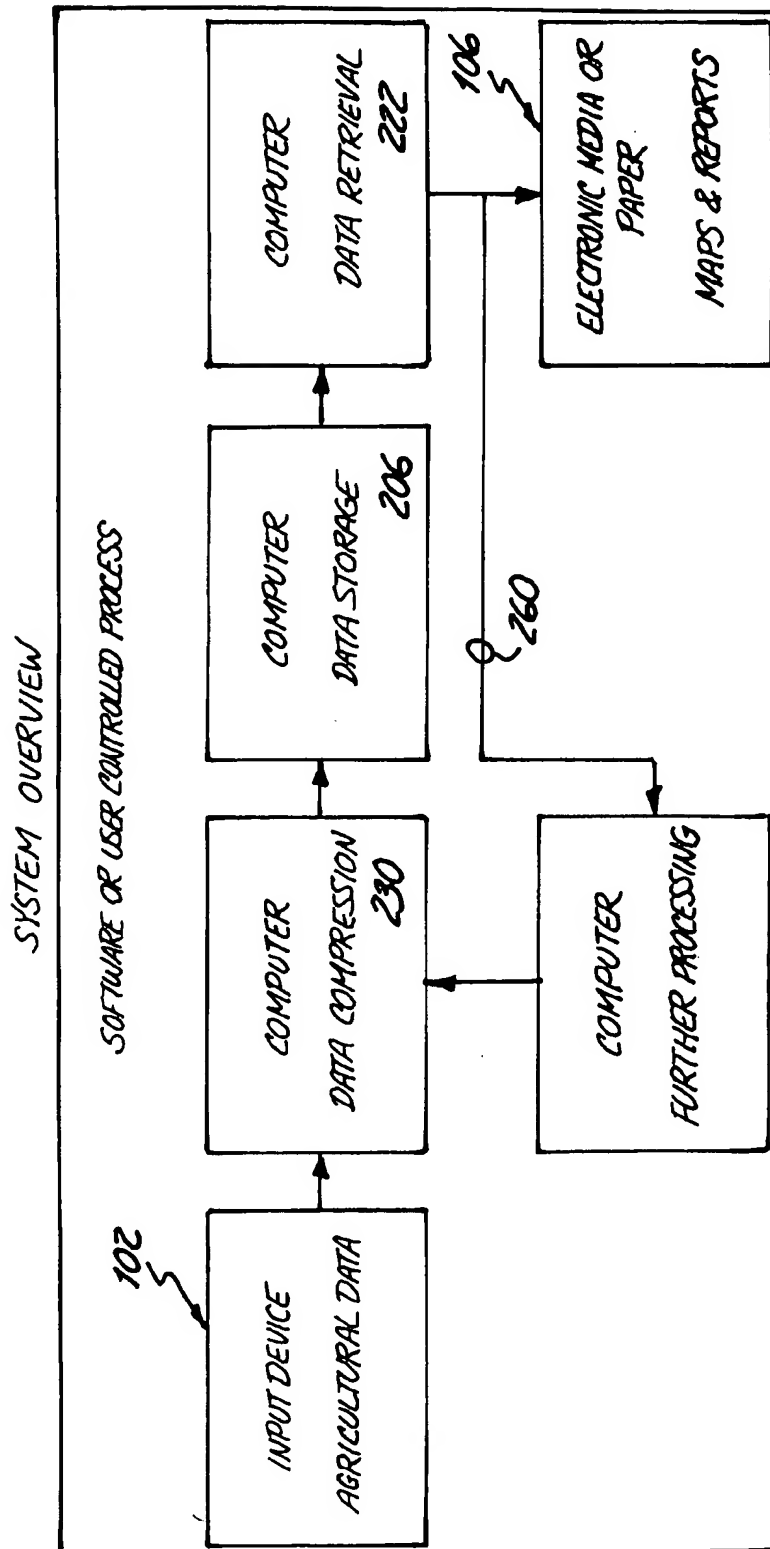 SYSTEM OVERVIEW
SOFTWARE OR USER CONTROLLED PROCESS
102
INPUT DEVICE
AGRICULTURAL DATA
COMPUTER
DATA COMPRESSION
230
COMPUTER
DATA STORAGE
206
COMPUTER
DATA RETRIEVAL
222
COMPUTER
FURTHER PROCESSING
260
106
ELECTRONIC MEDIA OR
PAPER
MAPS & REPORTS